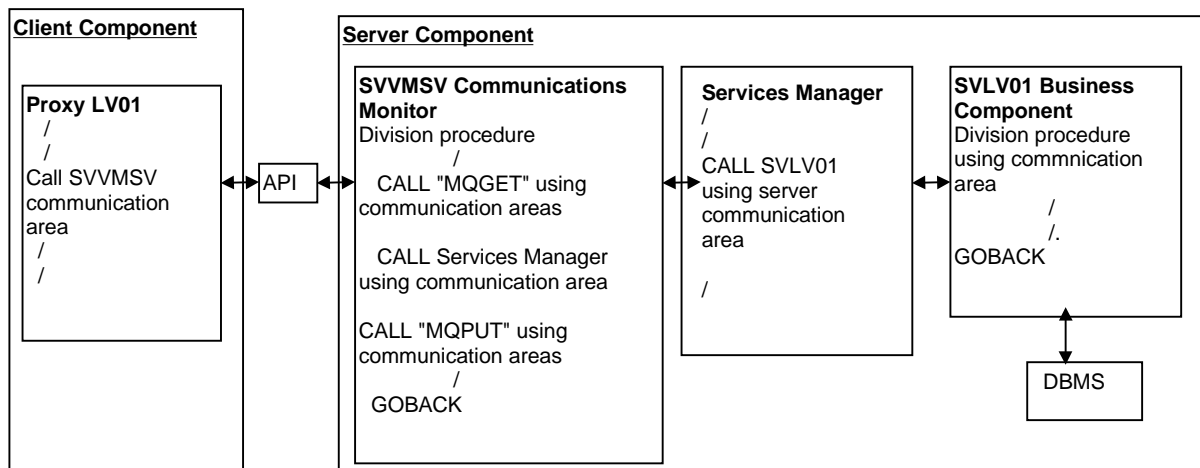 Client Component
Proxy LV01
/
/
Call SVVMSV
communication
area
/
/
API
Server Component
SVVMSV Communications
Monitor
Division procedure
/
CALL "MQGET" using
communication areas
CALL Services Manager
using communication area
CALL "MQPUT" using
communication areas
/
GOBACK
Services Manager
/
/
CALL SVLV01
using server
communication
area
/
SVLV01 Business
Component
Division procedure
using commnication
area
/
/.
GOBACK
DBMS